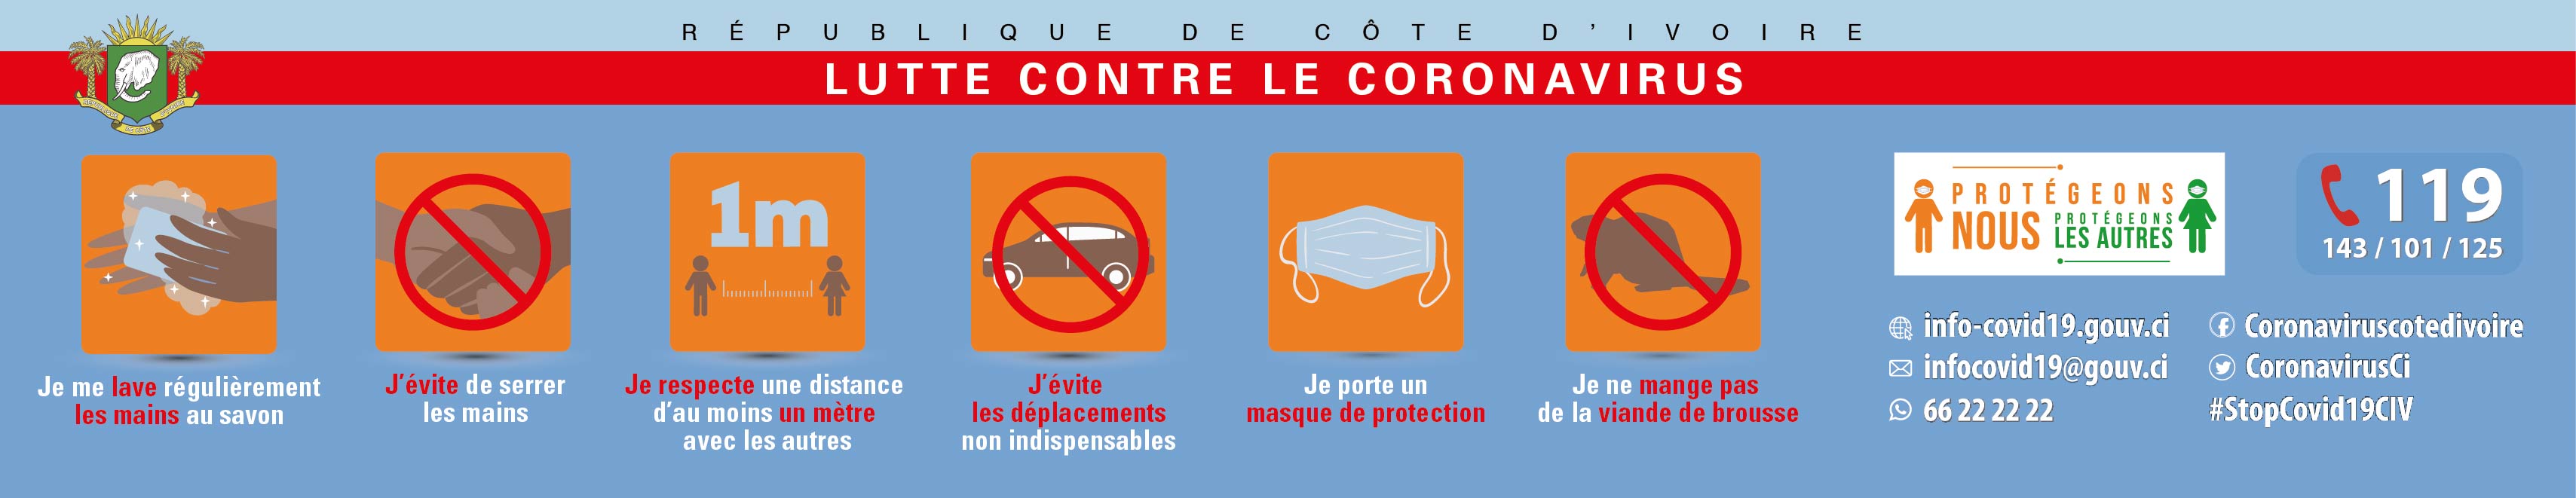 RÉPUBLIQUE DE CÔTE D'IVOIRE
LUTTE CONTRE LE CORONAVIRUS
Je me lave régulièrement
les mains au savon
J'évite de serrer
les mains
1m
Je respecte une distance
d'au moins un mètre
avec les autres
J'évite
les déplacements
non indispensables
Je porte un
masque de protection
Je ne mange pas
de la viande de brousse
PROTÉGEONS
NOUS
PROTÉGEONS
LES AUTRES
119
143 / 101 / 125
info-covid19.gouv.ci
infocovid19@gouv.ci
66 22 22 22
Coronaviruscotedivoire
CoronavirusCi
#StopCovid19CIV